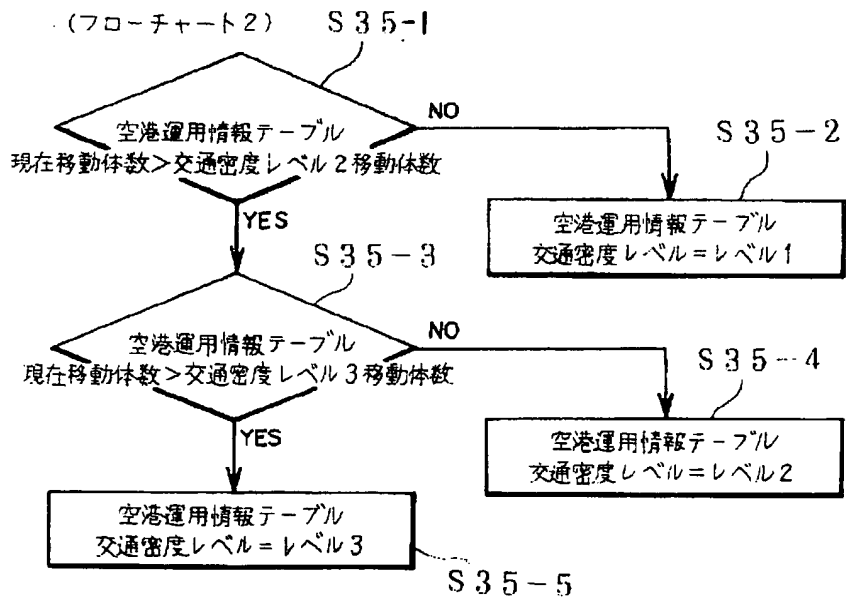 (フローチャート2)
S35-1
空港運用情報テーブル
現在移動体数>交通密度レベル2移動体数
NO
YES
S35-2
空港運用情報テーブル
交通密度レベル=レベル1
S35-3
空港運用情報テーブル
現在移動体数>交通密度レベル3移動体数
NO
YES
S35-4
空港運用情報テーブル
交通密度レベル=レベル2
空港運用情報テーブル
交通密度レベル=レベル3
S35-5